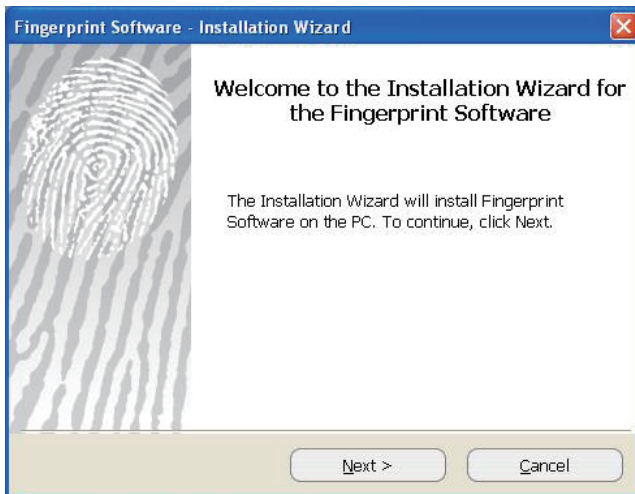 Fingerprint Software - Installation Wizard
Welcome to the Installation Wizard for
the Fingerprint Software
The Installation Wizard will install Fingerprint
Software on the PC. To continue, click Next.
Next >
Cancel